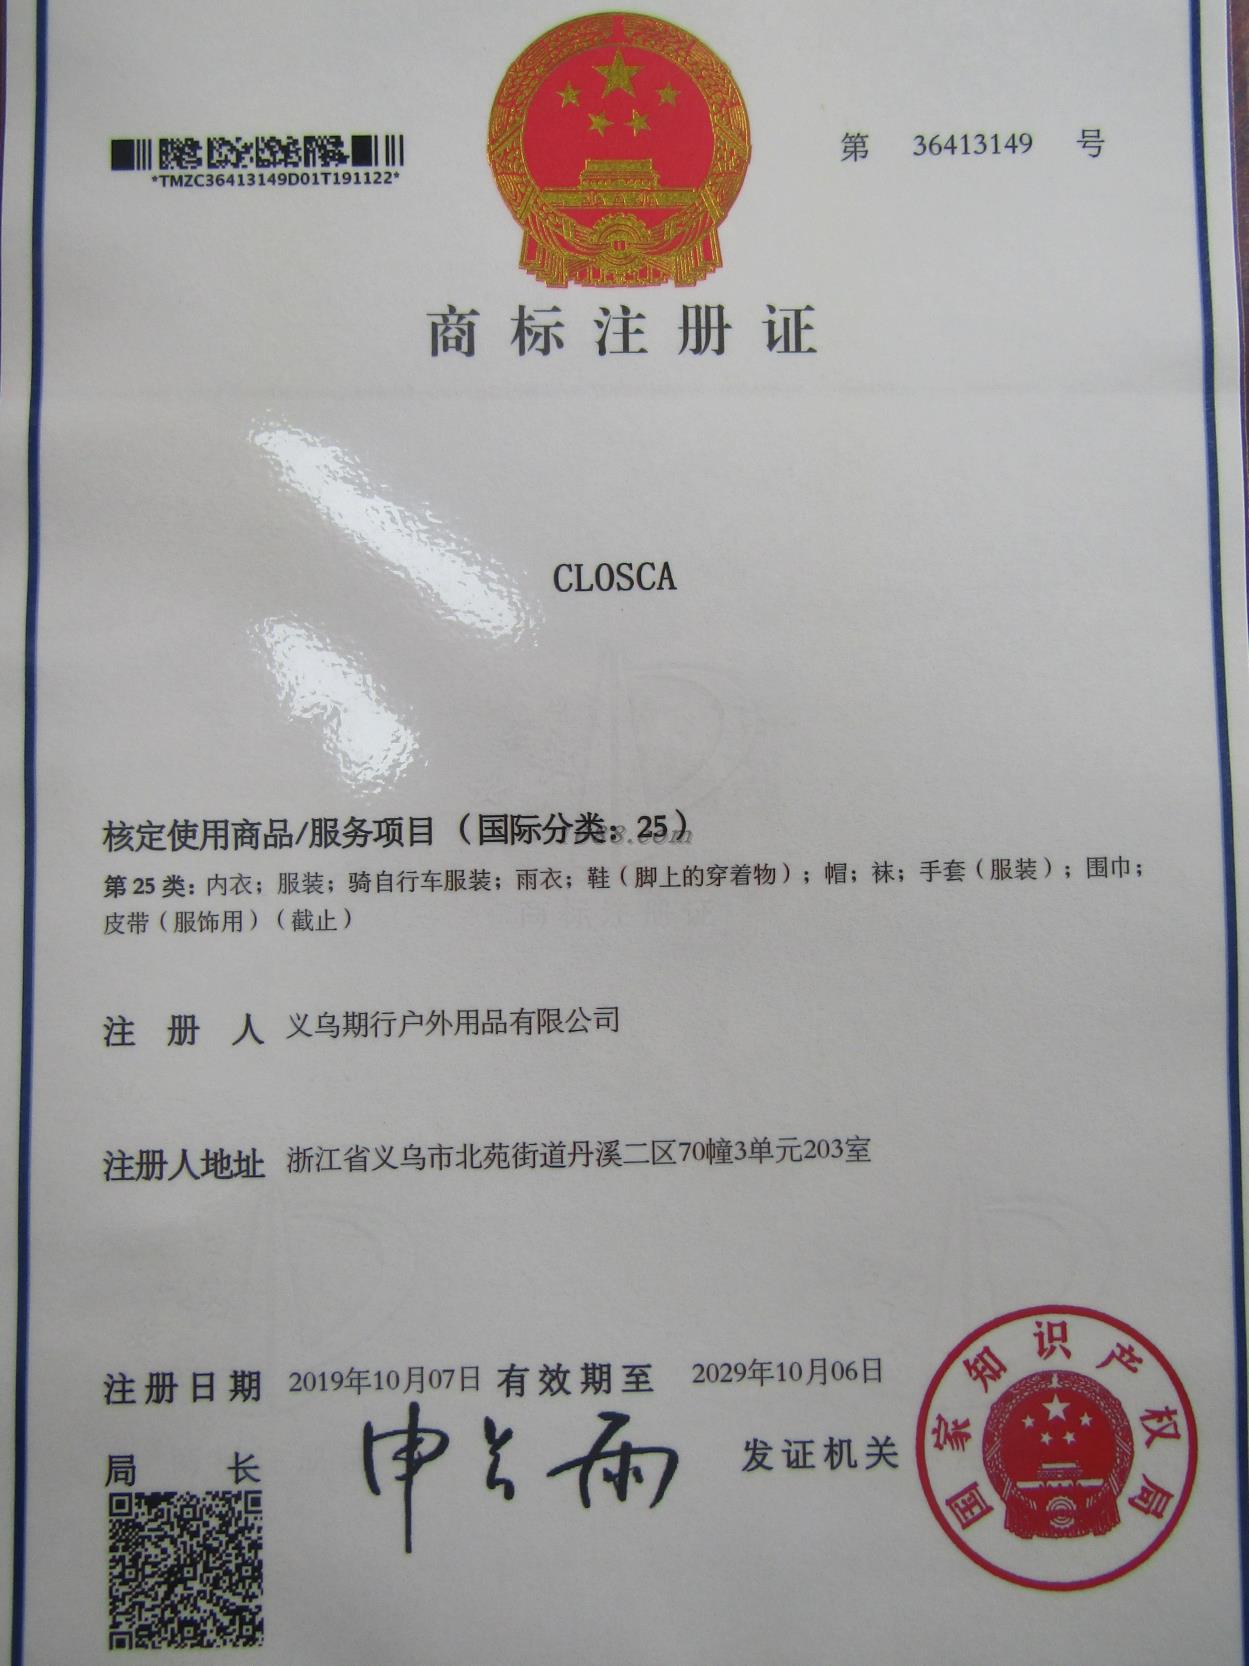 第 36413149 号
*TMZC36413149D01T191122*
商标注册证
CLOSCA
核定使用商品/服务项目（国际分类：25）
第25类：内衣；服装；骑自行车服装；雨衣；鞋（脚上的穿着物）；帽；袜；手套（服装）；围巾；
皮带（服饰用）（截止）
注册人 义乌期行户外用品有限公司
注册人地址 浙江省义乌市北苑街道丹溪二区70幢3单元203室
注册日期 2019年10月07日 有效期至 2029年10月06日
局长 申长雨 发证机关
国家知识产权局